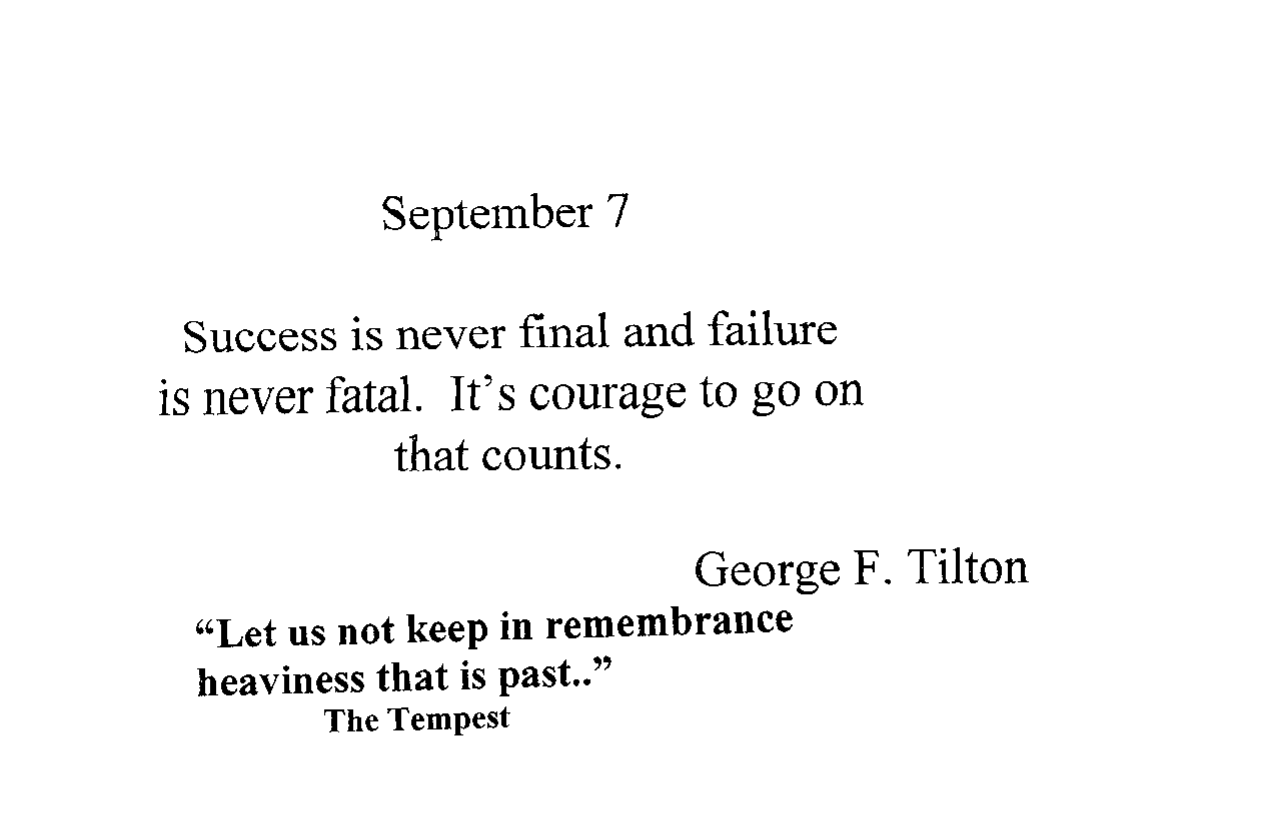 September 7
Success is never final and failure
is never fatal.  It’s courage to go on
that counts.
George F. Tilton
“Let us not keep in remembrance
heaviness that is past..”
The Tempest